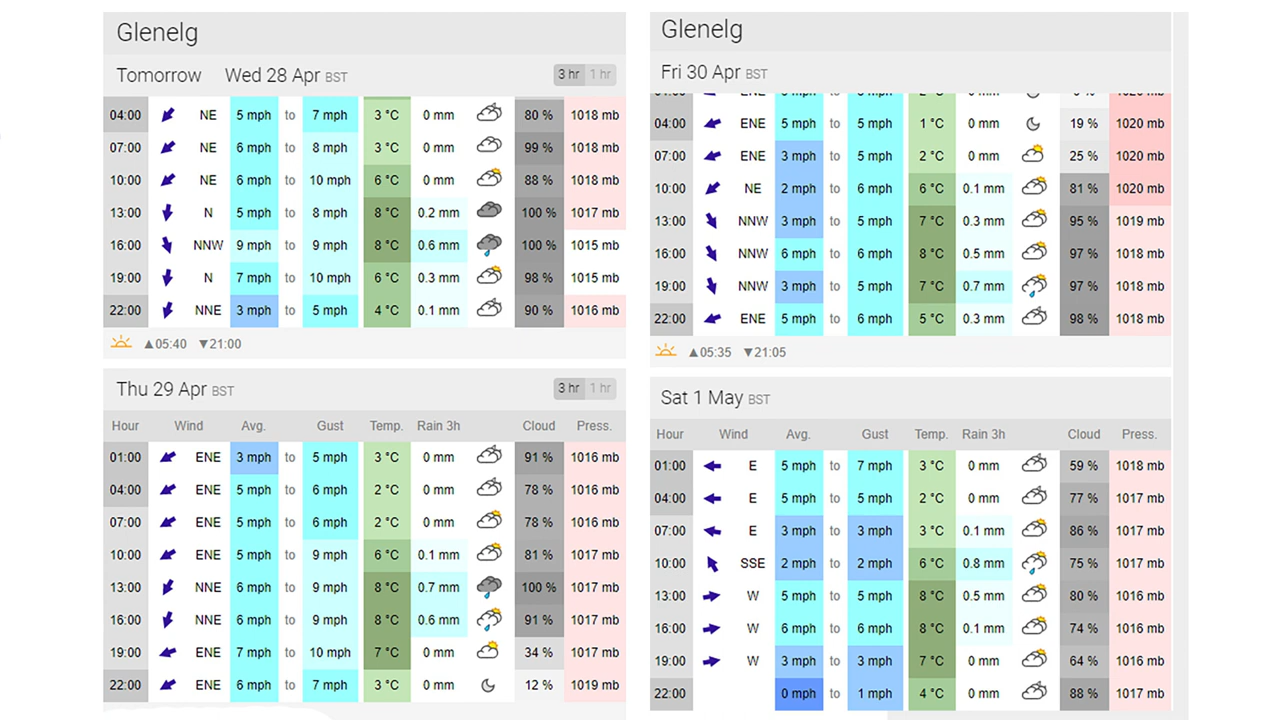 Glenelg
Tomorrow Wed 28 Apr BST 3 hr 1 hr
04:00 NE 5 mph to 7 mph 3 °C 0 mm 80 % 1018 mb
07:00 NE 6 mph to 8 mph 3 °C 0 mm 99 % 1018 mb
10:00 NE 6 mph to 10 mph 6 °C 0 mm 88 % 1018 mb
13:00 N 5 mph to 8 mph 8 °C 0.2 mm 100 % 1017 mb
16:00 NNW 9 mph to 9 mph 8 °C 0.6 mm 100 % 1015 mb
19:00 N 7 mph to 10 mph 6 °C 0.3 mm 98 % 1015 mb
22:00 NNE 3 mph to 5 mph 4 °C 0.1 mm 90 % 1016 mb
▲05:40 ▼21:00
Thu 29 Apr BST 3 hr 1 hr
Hour Wind Avg. Gust Temp. Rain 3h Cloud Press.
01:00 ENE 3 mph to 5 mph 3 °C 0 mm 91 % 1016 mb
04:00 ENE 5 mph to 6 mph 2 °C 0 mm 78 % 1016 mb
07:00 ENE 5 mph to 6 mph 2 °C 0 mm 78 % 1016 mb
10:00 ENE 5 mph to 9 mph 6 °C 0.1 mm 81 % 1017 mb
13:00 NNE 6 mph to 9 mph 8 °C 0.7 mm 100 % 1017 mb
16:00 NNE 6 mph to 9 mph 8 °C 0.6 mm 91 % 1017 mb
19:00 ENE 7 mph to 10 mph 7 °C 0 mm 34 % 1017 mb
22:00 ENE 6 mph to 7 mph 3 °C 0 mm 12 % 1019 mb
Glenelg
Fri 30 Apr BST
04:00 ENE 5 mph to 5 mph 1 °C 0 mm 19 % 1020 mb
07:00 ENE 3 mph to 5 mph 2 °C 0 mm 25 % 1020 mb
10:00 NE 2 mph to 6 mph 6 °C 0.1 mm 81 % 1020 mb
13:00 NNW 3 mph to 5 mph 7 °C 0.3 mm 95 % 1019 mb
16:00 NNW 6 mph to 6 mph 8 °C 0.5 mm 97 % 1018 mb
19:00 NNW 3 mph to 5 mph 7 °C 0.7 mm 97 % 1018 mb
22:00 ENE 5 mph to 6 mph 5 °C 0.3 mm 98 % 1018 mb
▲05:35 ▼21:05
Sat 1 May BST
Hour Wind Avg. Gust Temp. Rain 3h Cloud Press.
01:00 E 5 mph to 7 mph 3 °C 0 mm 59 % 1018 mb
04:00 E 5 mph to 5 mph 2 °C 0 mm 77 % 1017 mb
07:00 E 3 mph to 3 mph 3 °C 0.1 mm 86 % 1017 mb
10:00 SSE 2 mph to 2 mph 6 °C 0.8 mm 75 % 1017 mb
13:00 W 5 mph to 5 mph 8 °C 0.5 mm 80 % 1016 mb
16:00 W 6 mph to 6 mph 8 °C 0.1 mm 74 % 1016 mb
19:00 W 3 mph to 3 mph 7 °C 0 mm 64 % 1016 mb
22:00 0 mph to 1 mph 4 °C 0 mm 88 % 1017 mb